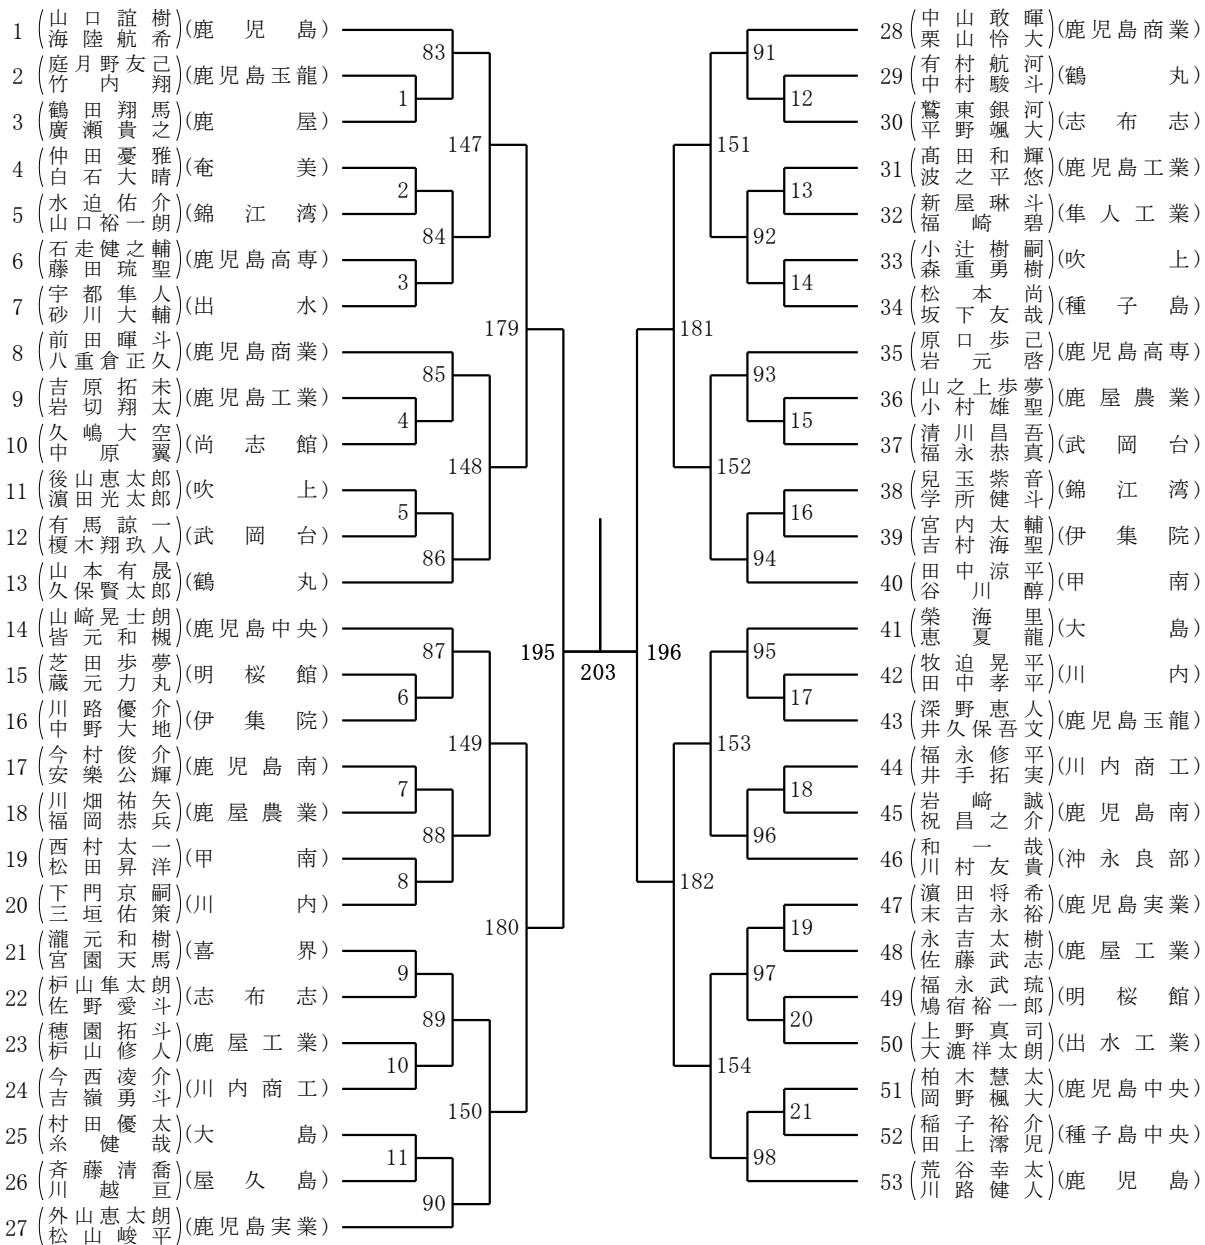 1 (山口誼樹 海陸航希) (鹿児島)
2 (庭月野友己 竹内翔) (鹿児島玉龍)
3 (鶴田翔馬 廣瀬貴之) (鹿屋)
4 (仲田憂雅 白石大晴) (奄美)
5 (水迫佑介 山口裕一朗) (錦江湾)
6 (石走健之輔 藤田琉聖) (鹿児島高専)
7 (宇都隼人 砂川大輔) (出水)
8 (前田暉斗 八重倉正久) (鹿児島商業)
9 (吉原拓未 岩切翔太) (鹿児島工業)
10 (久嶋大空 中原翼) (尚志館)
11 (後山恵太郎 濵田光太郎) (吹上)
12 (有馬諒一 榎木翔玖人) (武岡台)
13 (山本有晟 久保賢太郎) (鶴丸)
14 (山﨑晃士朗 皆元和槻) (鹿児島中央)
15 (芝田歩夢 蔵元力丸) (明桜館)
16 (川路優介 中野大地) (伊集院)
17 (今村俊介 安樂公輝) (鹿児島南)
18 (川畑祐矢 福岡恭兵) (鹿屋農業)
19 (西村太一 松田昇洋) (甲南)
20 (下門京嗣 三垣佑策) (川内)
21 (瀧元和樹 宮園天馬) (喜界)
22 (枦山隼太朗 佐野愛斗) (志布志)
23 (穂園拓斗 枦山修人) (鹿屋工業)
24 (今西凌介 吉嶺勇斗) (川内商工)
25 (村田優太 糸健哉) (大島)
26 (斉藤清喬 川越亘) (屋久島)
27 (外山恵太朗 松山峻平) (鹿児島実業)
83
1
147
2
84
3
179
85
4
148
5
86
87
6
195
149
7
88
8
180
9
89
10
150
11
90
203
91
12
151
13
92
14
181
93
15
152
16
94
196
95
17
153
18
96
182
19
97
20
154
21
98
28 (中山敢暉 栗山怜大) (鹿児島商業)
29 (有村航河 中村駿斗) (鶴丸)
30 (鷲東銀河 平野颯大) (志布志)
31 (髙田和輝 波之平悠) (鹿児島工業)
32 (新屋琳斗 福崎碧) (隼人工業)
33 (小辻樹嗣 森重勇樹) (吹上)
34 (松本尚 坂下友哉) (種子島)
35 (原口歩己 岩元啓) (鹿児島高専)
36 (山之上歩夢 小村雄聖) (鹿屋農業)
37 (清川昌吾 福永恭真) (武岡台)
38 (兒玉紫音 学所健斗) (錦江湾)
39 (宮内太輔 吉村海聖) (伊集院)
40 (田中涼平 谷川醇) (甲南)
41 (榮海里 恵夏龍) (大島)
42 (牧迫晃平 田中孝平) (川内)
43 (深野恵人 井久保吾文) (鹿児島玉龍)
44 (福永修平 井手拓実) (川内商工)
45 (岩﨑誠 祝昌之介) (鹿児島南)
46 (和一哉 川村友貴) (沖永良部)
47 (濵田将希 末吉永裕) (鹿児島実業)
48 (永吉太樹 佐藤武志) (鹿屋工業)
49 (福永武琉 鳩宿裕一郎) (明桜館)
50 (上野真司 大漉祥太朗) (出水工業)
51 (柏木慧太 岡野楓大) (鹿児島中央)
52 (稲子裕介 田上澪児) (種子島中央)
53 (荒谷幸太 川路健人) (鹿児島)